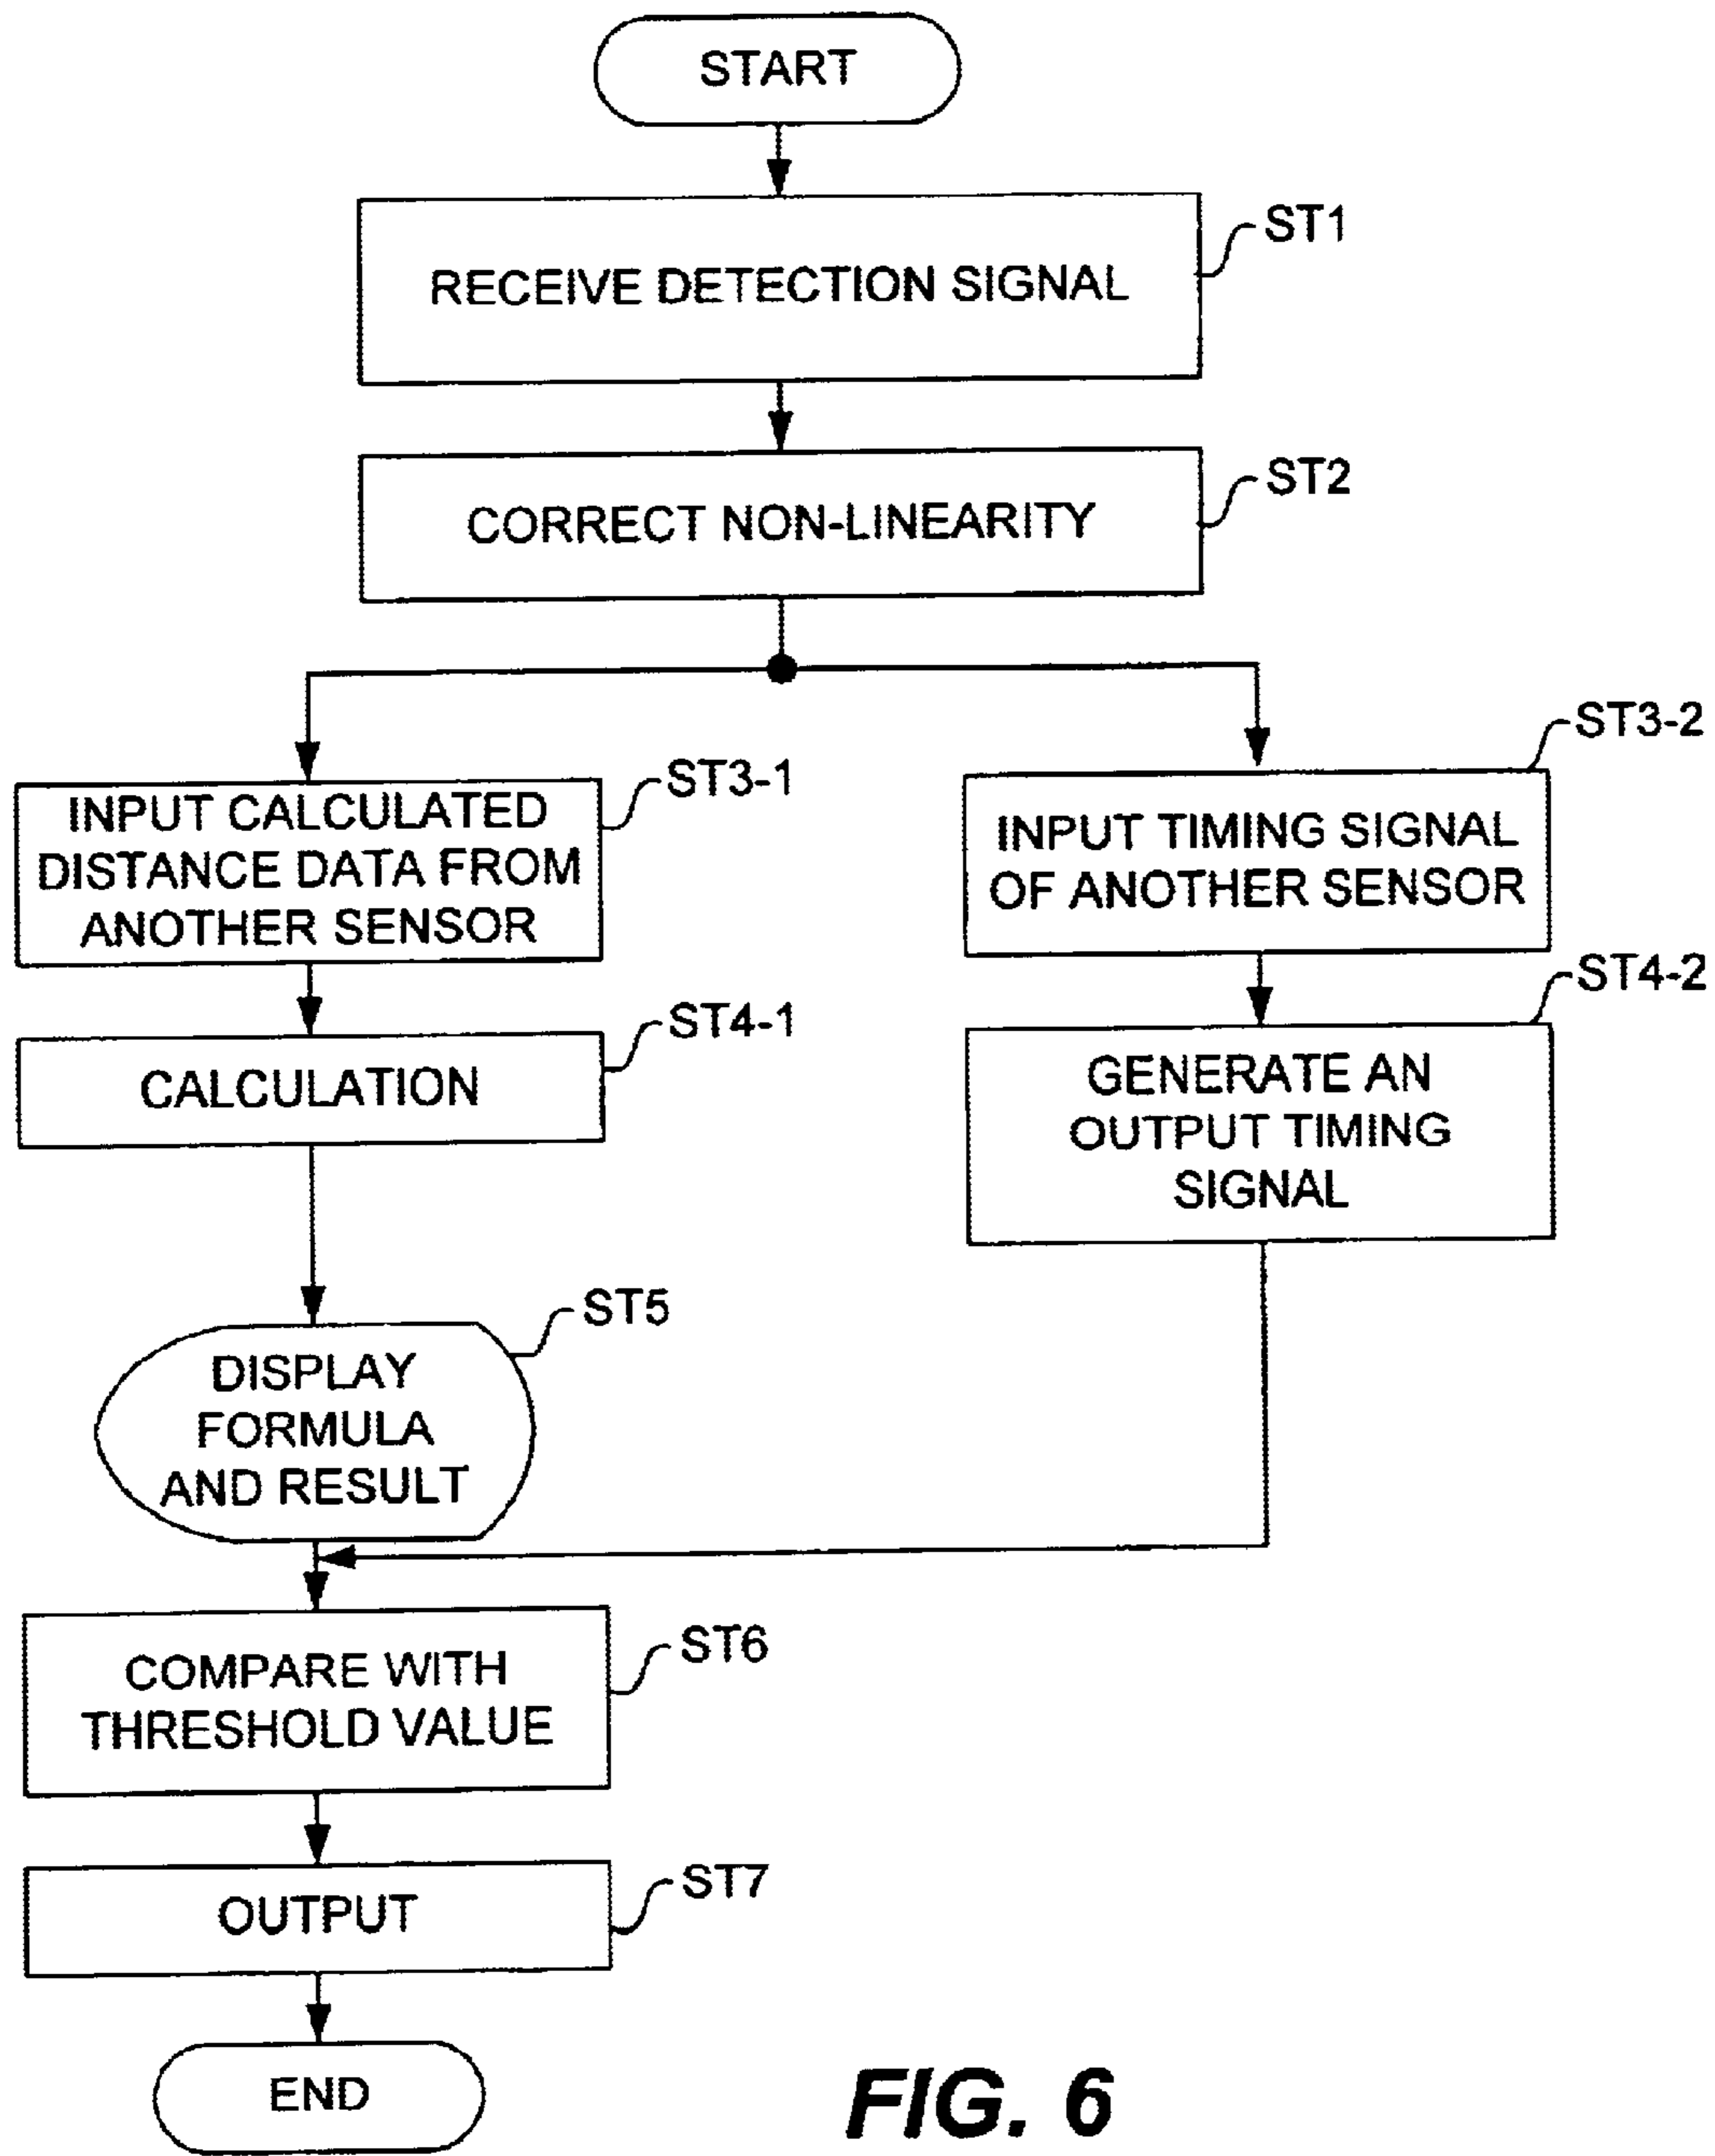 START
RECEIVE DETECTION SIGNAL
ST1
CORRECT NON-LINEARITY
ST2
INPUT CALCULATED
DISTANCE DATA FROM
ANOTHER SENSOR
ST3-1
INPUT TIMING SIGNAL
OF ANOTHER SENSOR
ST3-2
CALCULATION
ST4-1
GENERATE AN
OUTPUT TIMING
SIGNAL
ST4-2
DISPLAY
FORMULA
AND RESULT
ST5
COMPARE WITH
THRESHOLD VALUE
ST6
OUTPUT
ST7
END
FIG. 6